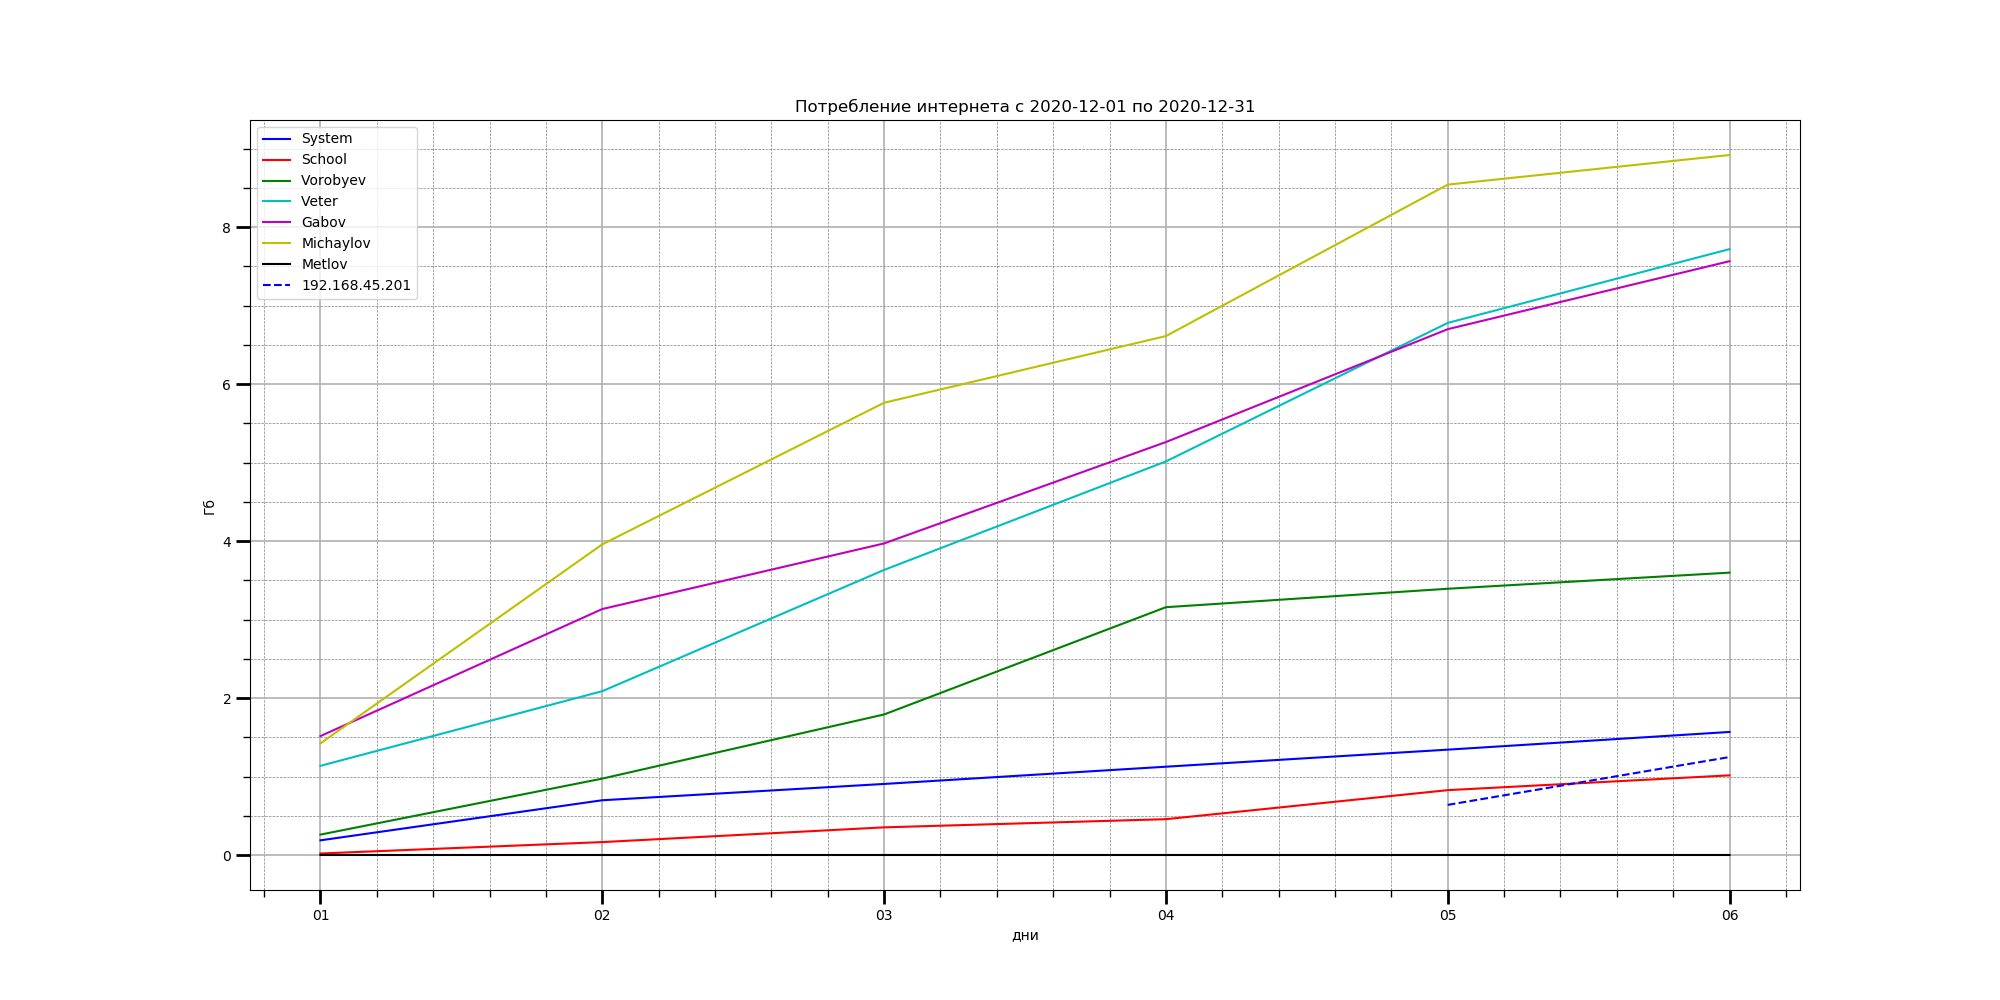 Потребление интернета с 2020-12-01 по 2020-12-31
System
School
Vorobyev
Veter
Gabov
Michaylov
Metlov
192.168.45.201
8
6
4
2
0
Гб
01 02 03 04 05 06
дни